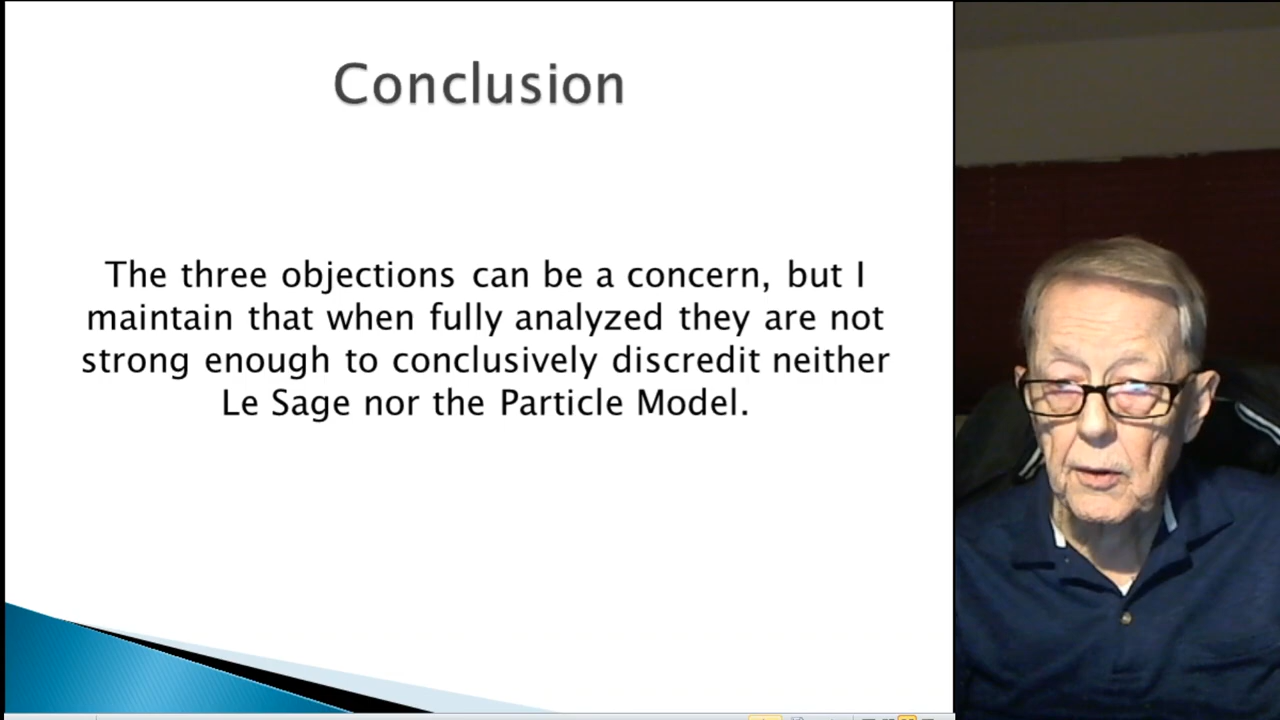 Conclusion
The three objections can be a concern, but I
maintain that when fully analyzed they are not
strong enough to conclusively discredit neither
Le Sage nor the Particle Model.